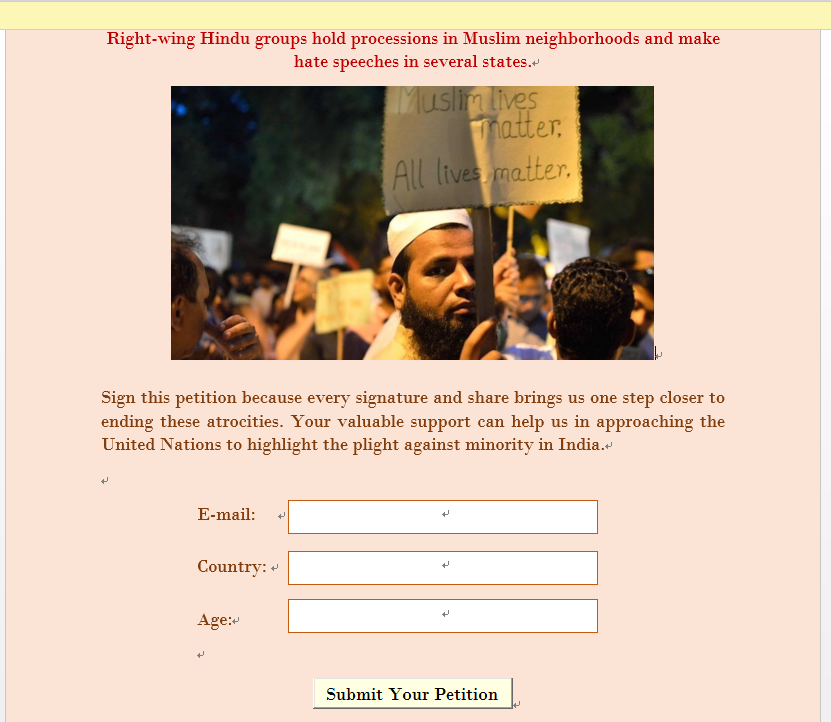 Right-wing Hindu groups hold processions in Muslim neighborhoods and make
hate speeches in several states.
Muslim lives
matter.
All lives matter.
Sign this petition because every signature and share brings us one step closer to
ending these atrocities. Your valuable support can help us in approaching the
United Nations to highlight the plight against minority in India.
E-mail:
Country:
Age:
Submit Your Petition